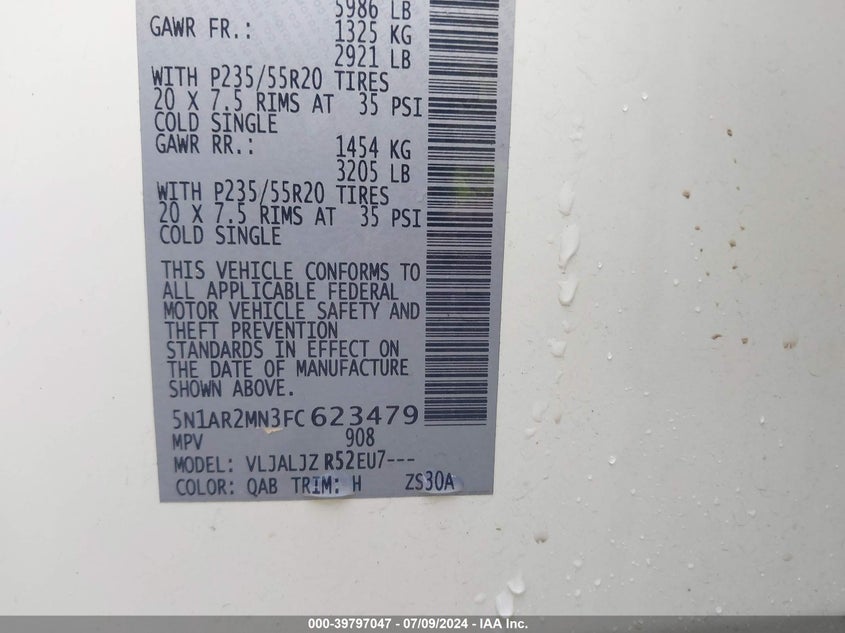 5986 LB
GAWR FR.: 1325 KG
2921 LB
WITH P235/55R20 TIRES
20 X 7.5 RIMS AT 35 PSI
COLD SINGLE
GAWR RR.: 1454 KG
3205 LB
WITH P235/55R20 TIRES
20 X 7.5 RIMS AT 35 PSI
COLD SINGLE
THIS VEHICLE CONFORMS TO
ALL APPLICABLE FEDERAL
MOTOR VEHICLE SAFETY AND
THEFT PREVENTION
STANDARDS IN EFFECT ON
THE DATE OF MANUFACTURE
SHOWN ABOVE.
5N1AR2MN3FC623479
MPV 908
MODEL: VLJALJZ R52EU7---
COLOR: QAB TRIM: H ZS30A
000-39797047 - 07/09/2024 - IAA Inc.